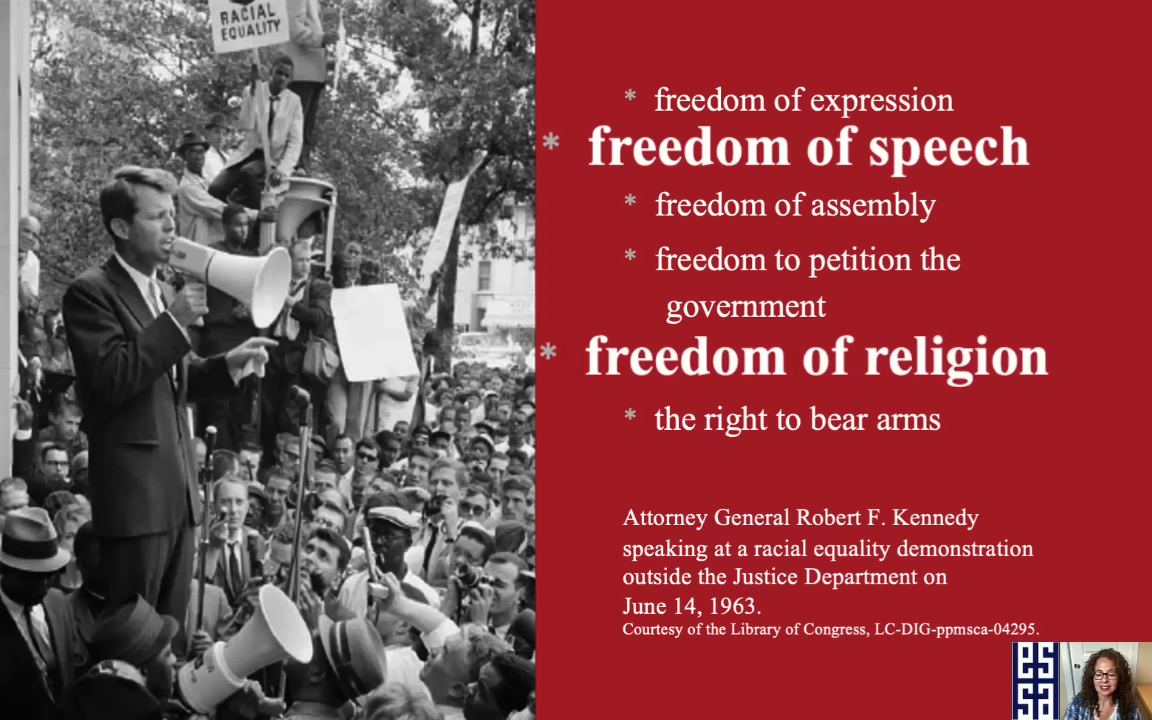 RACIAL
EQUALITY
* freedom of expression
* freedom of speech
* freedom of assembly
* freedom to petition the
government
* freedom of religion
* the right to bear arms
Attorney General Robert F. Kennedy
speaking at a racial equality demonstration
outside the Justice Department on
June 14, 1963.
Courtesy of the Library of Congress, LC-DIG-ppmsca-04295.